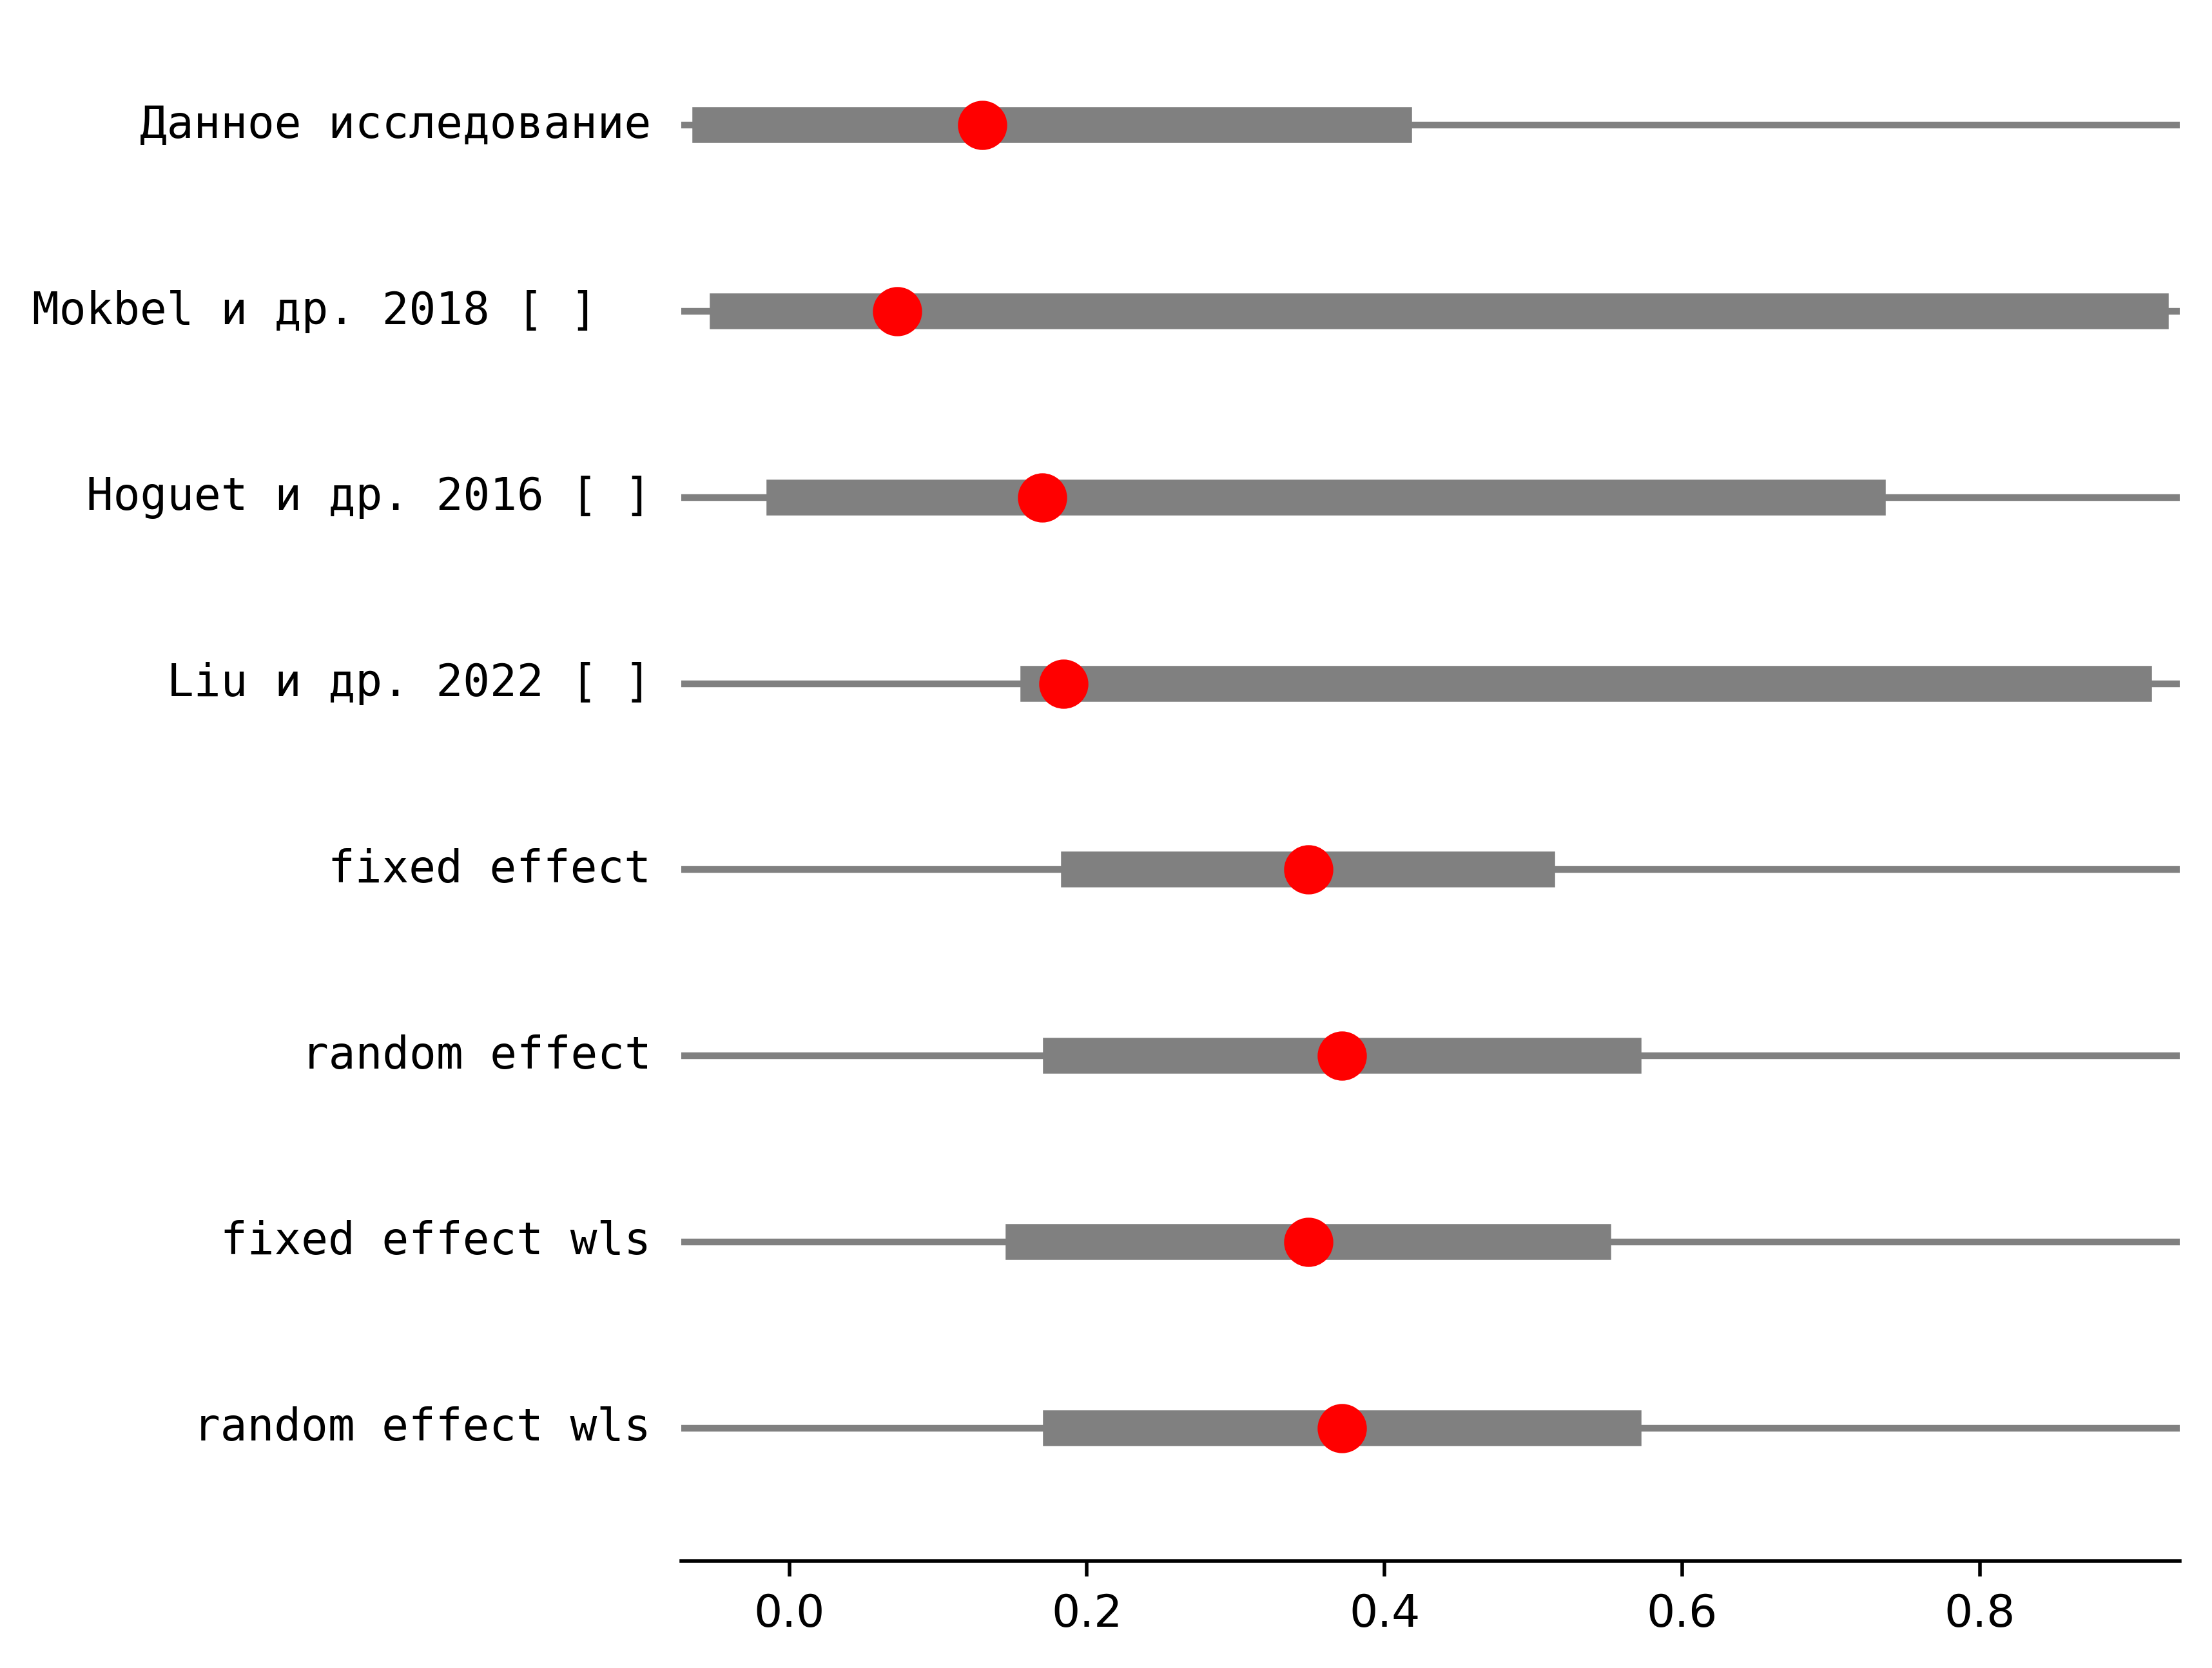 Данное исследование
Mokbel и др. 2018 [ ]
Hoguet и др. 2016 [ ]
Liu и др. 2022 [ ]
fixed effect
random effect
fixed effect wls
random effect wls
0.0 0.2 0.4 0.6 0.8